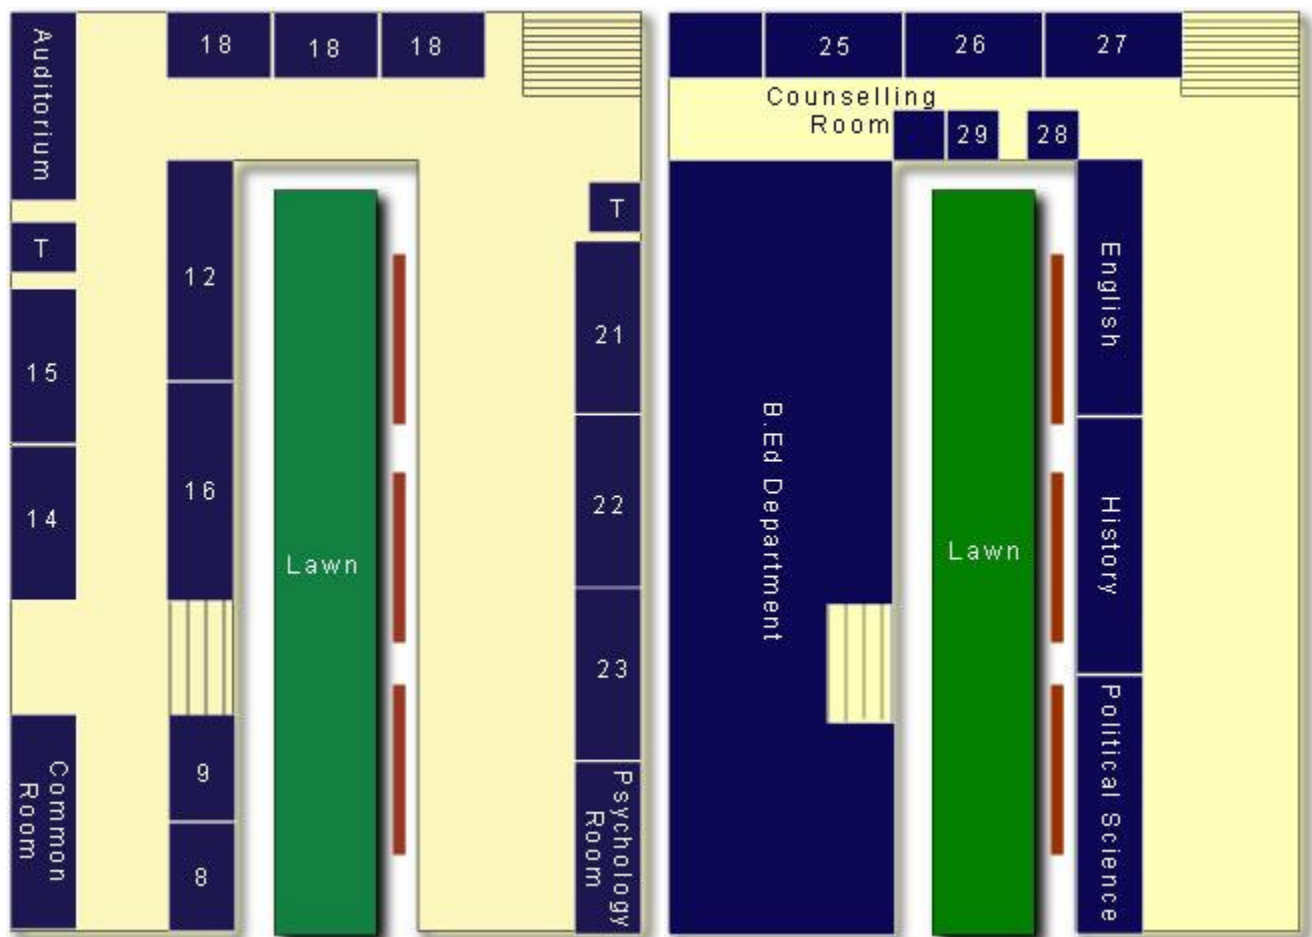 Auditorium
18
18
18
T
15
14
Common
Room
12
16
9
8
Lawn
T
21
22
23
Psychology
Room
25
26
27
Counselling
Room
29
28
B.Ed Department
Lawn
English
History
Political Science